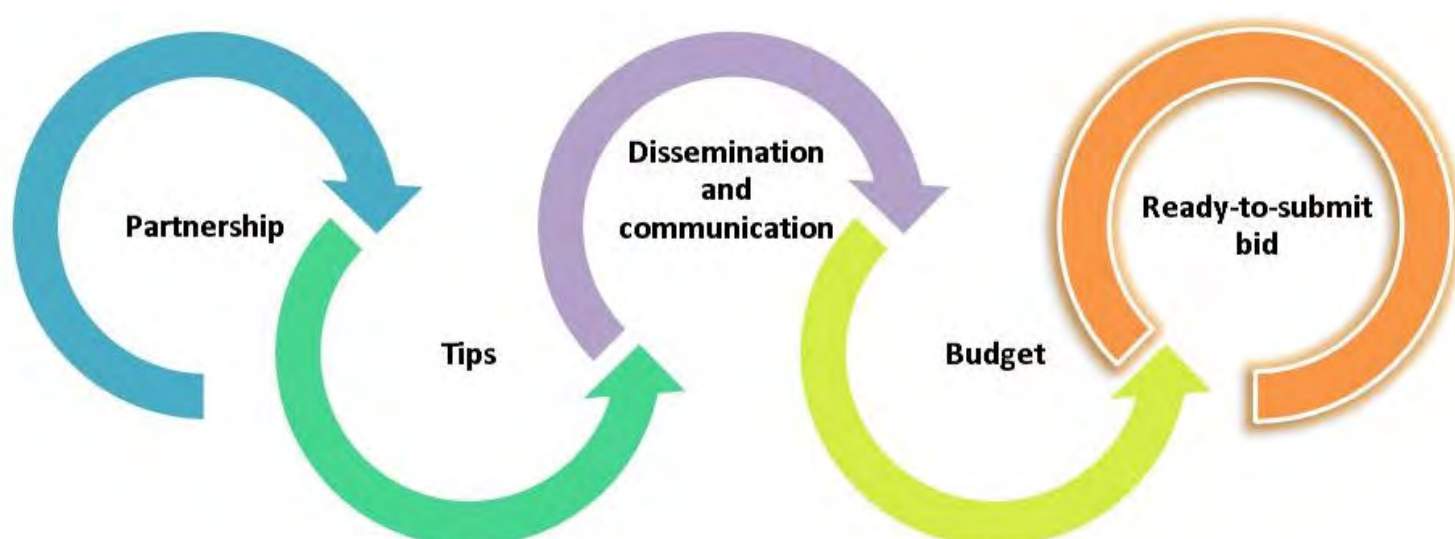 Partnership
Tips
Dissemination
and
communication
Budget
Ready-to-submit
bid